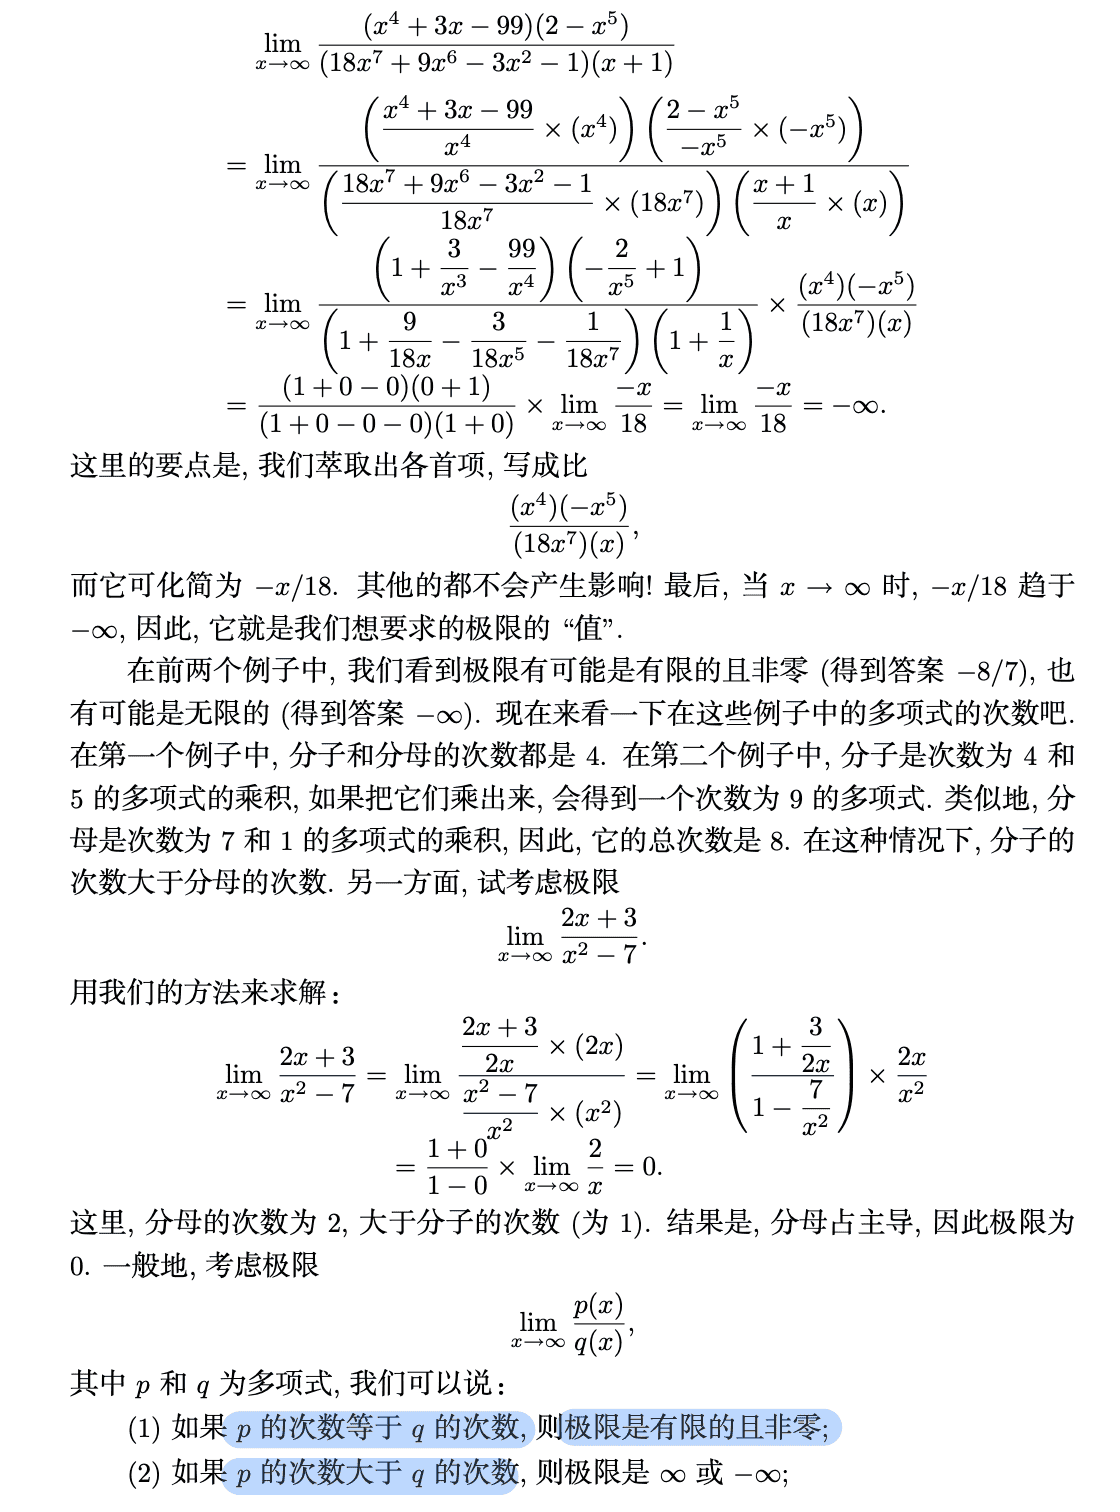 $$\lim_{x\to\infty} \frac{(x^4+3x-99)(2-x^5)}{(18x^7+9x^6-3x^2-1)(x+1)}$$
$$=\lim_{x\to\infty} \frac{\left(\frac{x^4+3x-99}{x^4}\times(x^4)\right)\left(\frac{2-x^5}{-x^5}\times(-x^5)\right)}{\left(\frac{18x^7+9x^6-3x^2-1}{18x^7}\times(18x^7)\right)\left(\frac{x+1}{x}\times(x)\right)}$$
$$=\lim_{x\to\infty} \frac{\left(1+\frac{3}{x^3}-\frac{99}{x^4}\right)\left(-\frac{2}{x^5}+1\right)}{\left(1+\frac{9}{18x}-\frac{3}{18x^5}-\frac{1}{18x^7}\right)\left(1+\frac{1}{x}\right)}\times\frac{(x^4)(-x^5)}{(18x^7)(x)}$$
$$=\frac{(1+0-0)(0+1)}{(1+0-0-0)(1+0)}\times\lim_{x\to\infty}\frac{-x}{18}=\lim_{x\to\infty}\frac{-x}{18}=-\infty.$$
这里的要点是, 我们萃取出各首项, 写成比
$$\frac{(x^4)(-x^5)}{(18x^7)(x)},$$
而它可化简为 −x/18. 其他的都不会产生影响! 最后, 当 x → ∞ 时, −x/18 趋于
−∞, 因此, 它就是我们想要求的极限的 “值”.
在前两个例子中, 我们看到极限有可能是有限的且非零 (得到答案 −8/7), 也
有可能是无限的 (得到答案 −∞). 现在来看一下在这些例子中的多项式的次数吧.
在第一个例子中, 分子和分母的次数都是 4. 在第二个例子中, 分子是次数为 4 和
5 的多项式的乘积, 如果把它们乘出来, 会得到一个次数为 9 的多项式. 类似地, 分
母是次数为 7 和 1 的多项式的乘积, 因此, 它的总次数是 8. 在这种情况下, 分子的
次数大于分母的次数. 另一方面, 试考虑极限
$$\lim_{x\to\infty}\frac{2x+3}{x^2-7}.$$
用我们的方法来求解:
$$\lim_{x\to\infty}\frac{2x+3}{x^2-7}=\lim_{x\to\infty}\frac{\frac{2x+3}{2x}\times(2x)}{\frac{x^2-7}{x^2}\times(x^2)}=\lim_{x\to\infty}\left(\frac{1+\frac{3}{2x}}{1-\frac{7}{x^2}}\right)\times\frac{2x}{x^2}$$
$$=\frac{1+0}{1-0}\times\lim_{x\to\infty}\frac{2}{x}=0.$$
这里, 分母的次数为 2, 大于分子的次数 (为 1). 结果是, 分母占主导, 因此极限为
0. 一般地, 考虑极限
$$\lim_{x\to\infty}\frac{p(x)}{q(x)},$$
其中 p 和 q 为多项式, 我们可以说:
(1) 如果 p 的次数等于 q 的次数, 则极限是有限的且非零;
(2) 如果 p 的次数大于 q 的次数, 则极限是 ∞ 或 −∞;